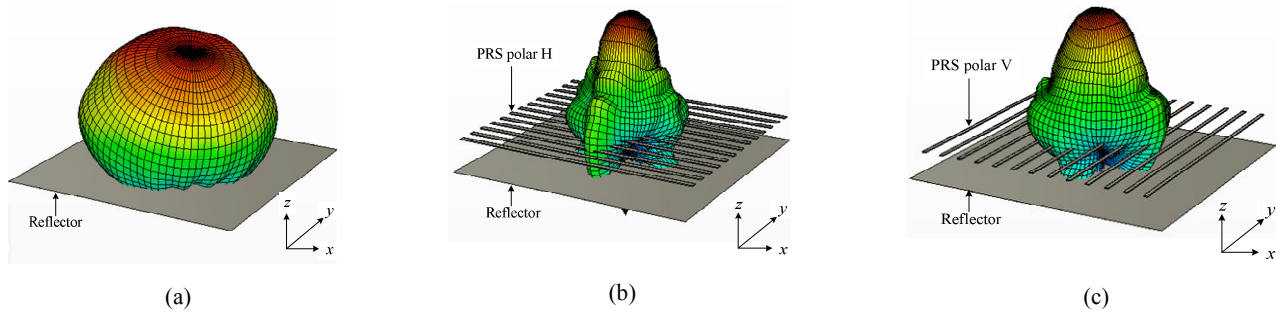 Reflector
z
y
x
(a)
PRS polar H
Reflector
z
y
x
(b)
PRS polar V
Reflector
z
y
x
(c)